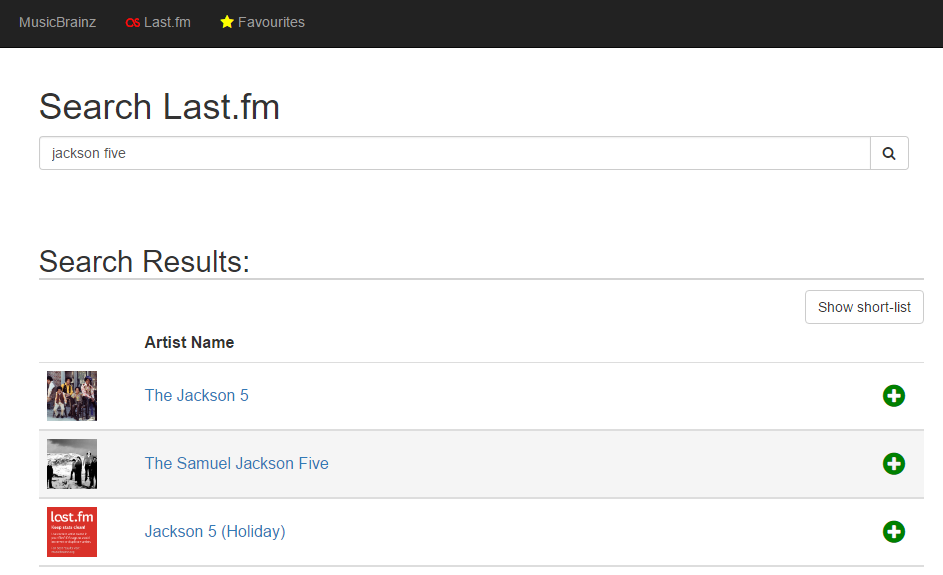 MusicBrainz Last.fm Favourites
Search Last.fm
jackson five
Search Results:
Show short-list
Artist Name
The Jackson 5
The Samuel Jackson Five
last.fm
Keep stats clean!
Jackson 5 (Holiday)